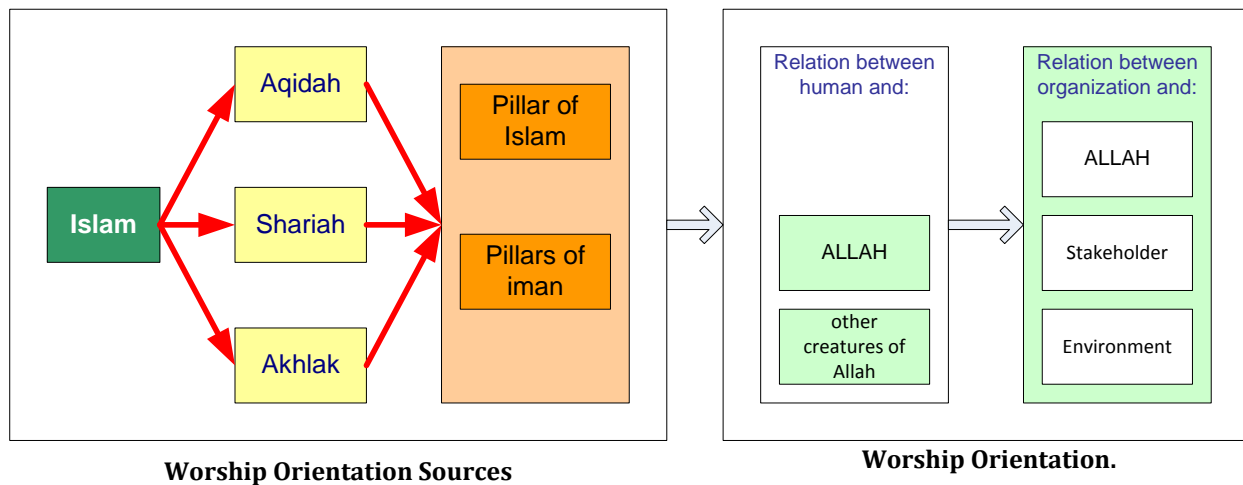 Islam
Aqidah
Shariah
Akhlak
Pillar of
Islam
Pillars of
iman
Worship Orientation Sources
Relation between
human and:
ALLAH
other
creatures of
Allah
Relation between
organization and:
ALLAH
Stakeholder
Environment
Worship Orientation.